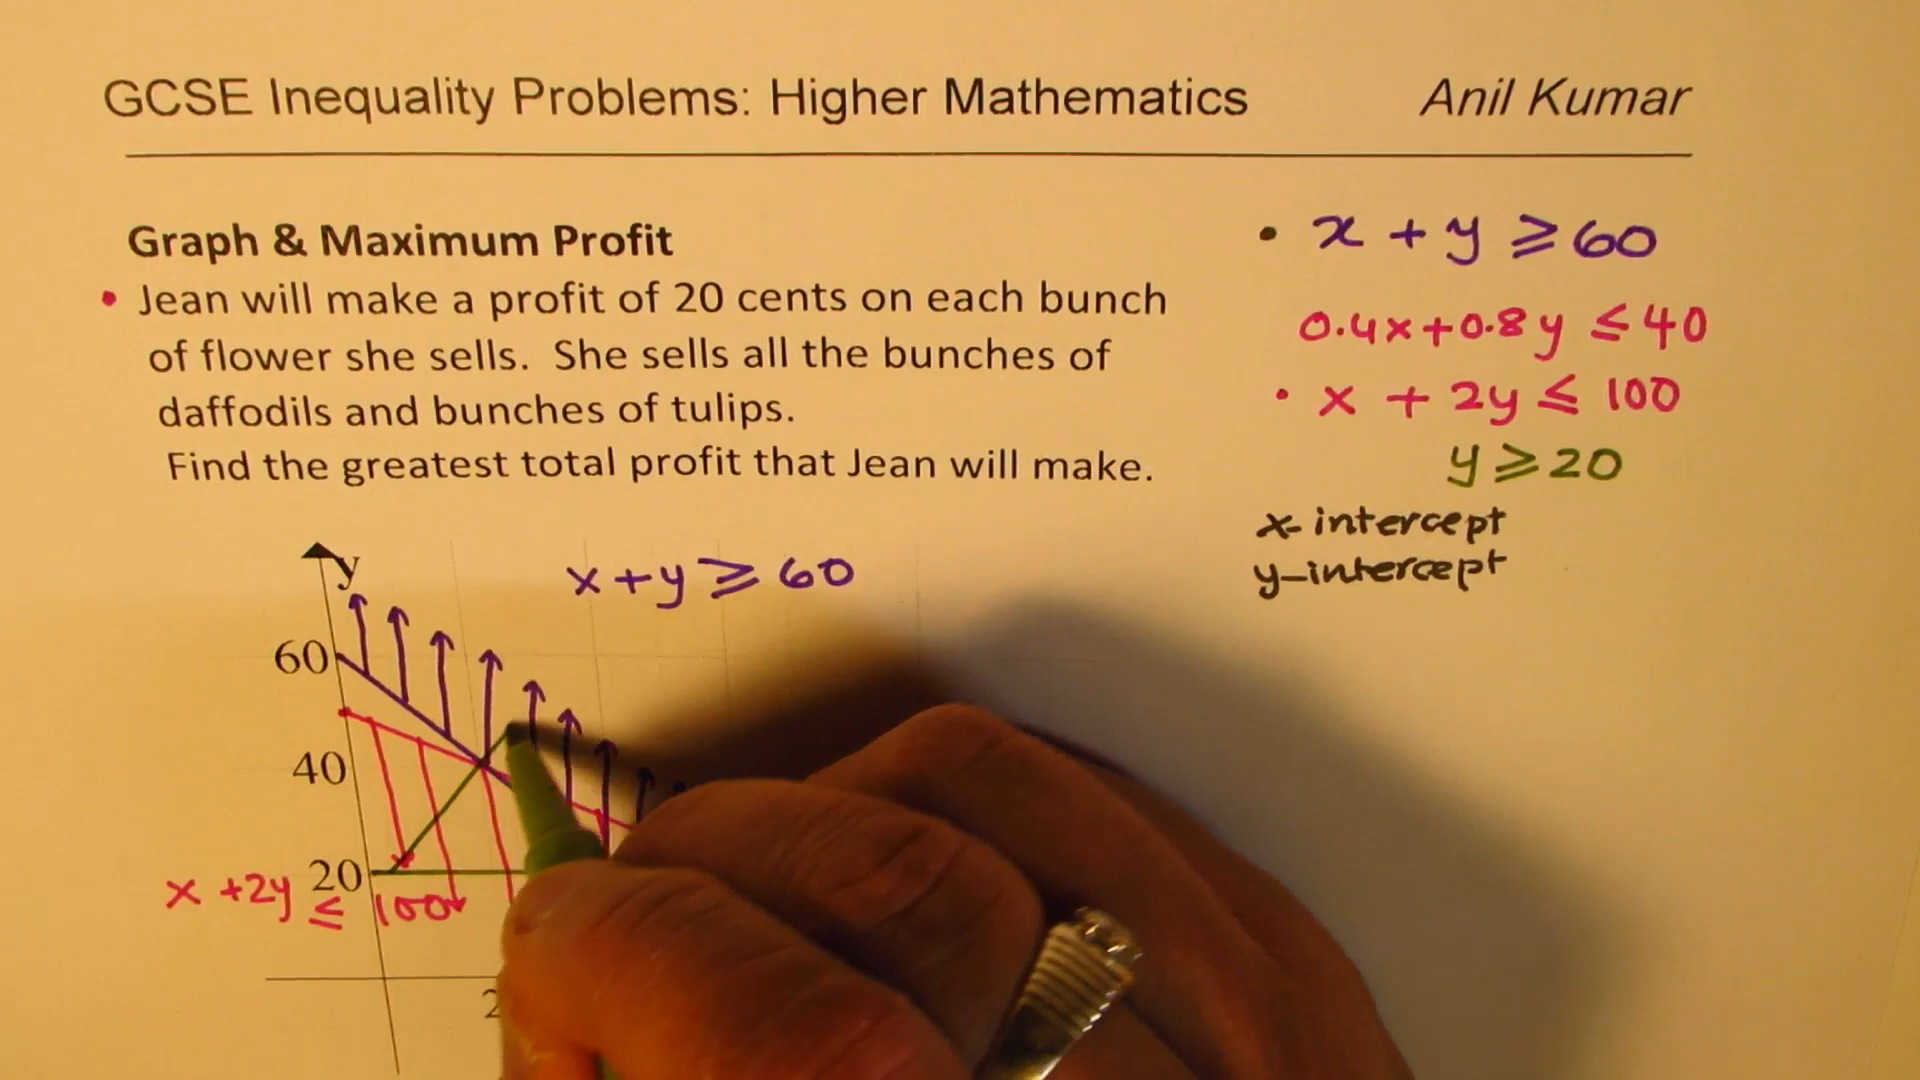 GCSE Inequality Problems: Higher Mathematics Anil Kumar
Graph & Maximum Profit
• Jean will make a profit of 20 cents on each bunch
of flower she sells. She sells all the bunches of
daffodils and bunches of tulips.
Find the greatest total profit that Jean will make.
• x + y ⩾ 60
0.4x+0.8y ≤ 40
• x + 2y ≤ 100
y ⩾ 20
x-intercept
y-intercept
y
x + y ⩾ 60
60
40
20
x + 2y ≤ 100